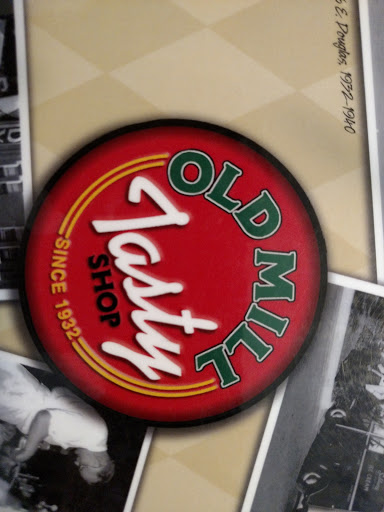 E. Douglas, 1932-1940
OLD MILL
Tasty
SHOP
SINCE 1932